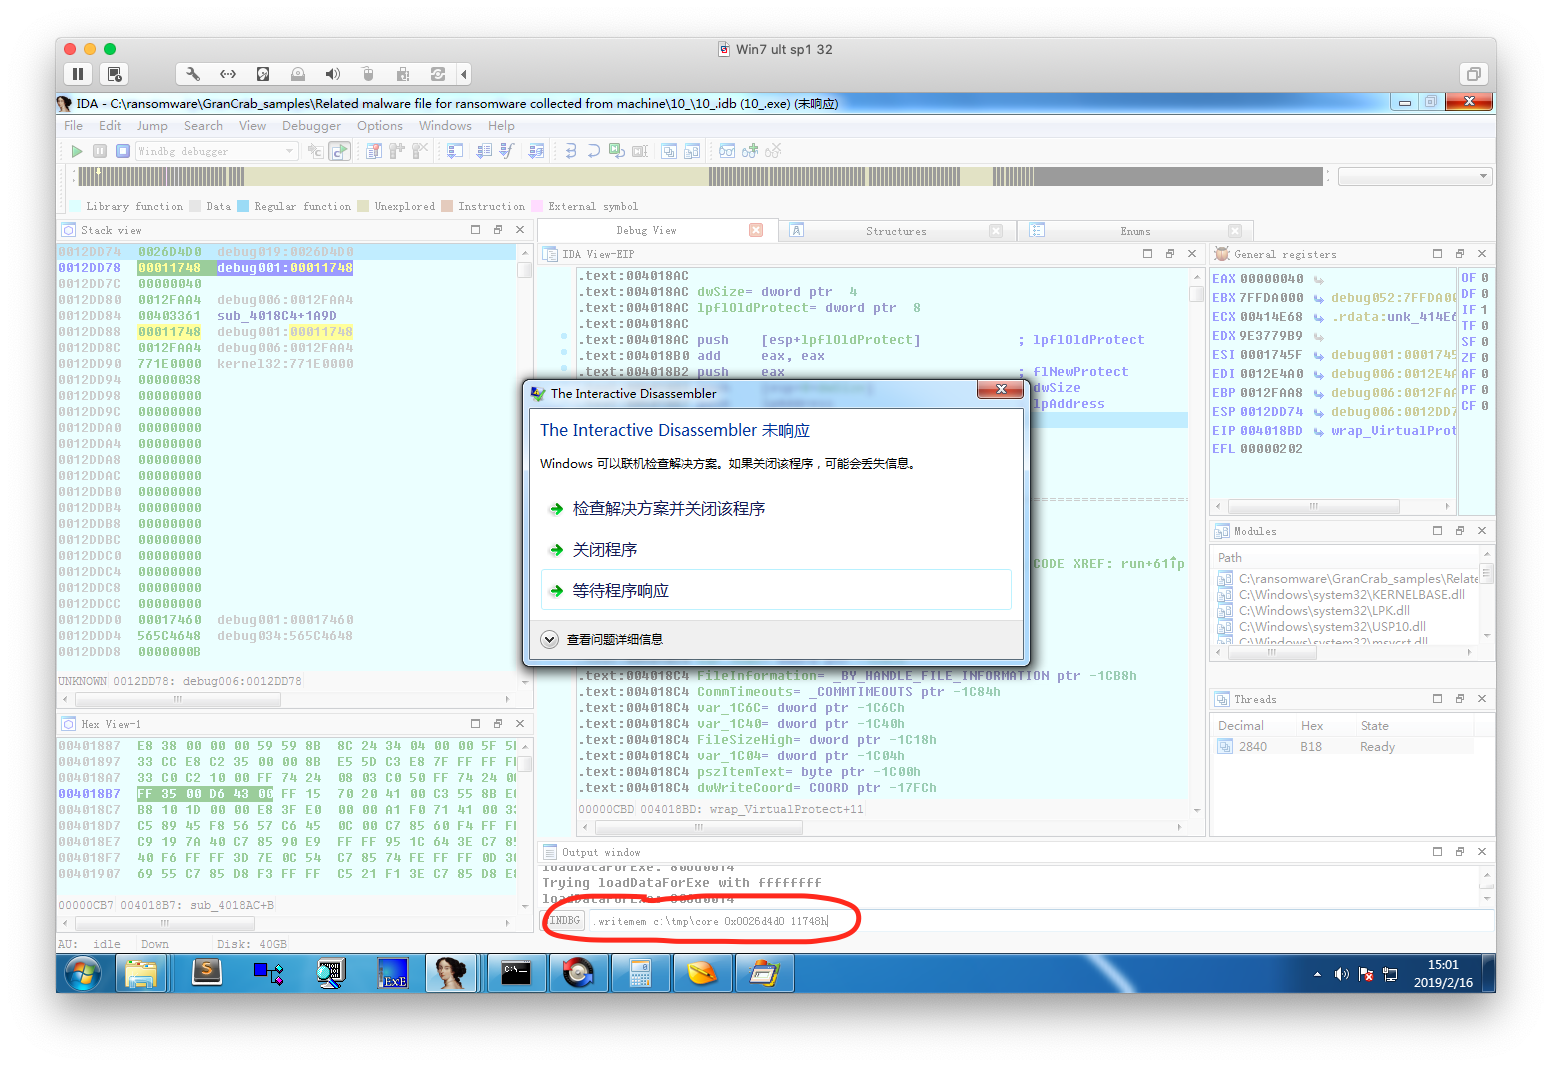 Win7 ult sp1 32
IDA - C:\ransomware\GranCrab_samples\Related malware file for ransomware collected from machine\10_\10_.idb (10_.exe) (未响应)
File Edit Jump Search View Debugger Options Windows Help
Windbg debugger
Library function Data Regular function Unexplored Instruction External symbol
Stack view
0012DD74 0026D4D0 debug019:0026D4D0
0012DD78 00011748 debug001:00011748
0012DD7C 00000040
0012DD80 0012FAA4 debug006:0012FAA4
0012DD84 00403361 sub_4018C4+1A9D
0012DD88 00011748 debug001:00011748
0012DD8C 0012FAA4 debug006:0012FAA4
0012DD90 771E0000 kernel32:771E0000
0012DD94 00000038
0012DD98 00000000
0012DD9C 00000000
0012DDA0 00000000
0012DDA4 00000000
0012DDA8 00000000
0012DDAC 00000000
0012DDB0 00000000
0012DDB4 00000000
0012DDB8 00000000
0012DDBC 00000000
0012DDC0 00000000
0012DDC4 00000000
0012DDC8 00000000
0012DDCC 00000000
0012DDD0 00017460 debug001:00017460
0012DDD4 565C4648 debug034:565C4648
0012DDD8 0000000B
UNKNOWN 0012DD78: debug006:0012DD78
Hex View-1
00401887 E8 38 00 00 00 59 59 8B 8C 24 34 04 00 00 5F
00401897 33 CC E8 C2 35 00 00 8B E5 5D C3 E8 7F FF FF
004018A7 33 C0 C2 10 00 FF 74 24 08 03 C0 50 FF 74 24
004018B7 FF 35 00 D6 43 00 FF 15 70 20 41 00 C3 55 8B
004018C7 B8 10 1D 00 00 E8 3F E0 00 00 A1 F0 71 41 00
004018D7 C5 89 45 F8 56 57 C6 45 0C 00 C7 85 60 F4 FF
004018E7 C9 19 7A 40 C7 85 90 E9 FF FF 95 1C 64 3E C7
004018F7 40 F6 FF FF 3D 7E 0C 54 C7 85 74 FE FF FF 0D
00401907 69 55 C7 85 D8 F3 FF FF C5 21 F1 3E C7 85 D8
00000CB7 004018B7: sub_4018AC+B
AU: idle Down Disk: 40GB
Debug View Structures Enums
IDA View-EIP
.text:004018AC
.text:004018AC dwSize= dword ptr 4
.text:004018AC lpflOldProtect= dword ptr 8
.text:004018AC
.text:004018AC push [esp+lpflOldProtect] ; lpflOldProtect
.text:004018B0 add eax, eax
.text:004018B2 push eax ; flNewProtect
dwSize
lpAddress
CODE XREF: run+61↑p
The Interactive Disassembler
The Interactive Disassembler 未响应
Windows 可以联机检查解决方案。如果关闭该程序，可能会丢失信息。
检查解决方案并关闭该程序
关闭程序
等待程序响应
查看问题详细信息
.text:004018C4 FileInformation= _BY_HANDLE_FILE_INFORMATION ptr -1CB8h
.text:004018C4 CommTimeouts= _COMMTIMEOUTS ptr -1C84h
.text:004018C4 var_1C6C= dword ptr -1C6Ch
.text:004018C4 var_1C40= dword ptr -1C40h
.text:004018C4 FileSizeHigh= dword ptr -1C18h
.text:004018C4 var_1C04= dword ptr -1C04h
.text:004018C4 pszItemText= byte ptr -1C00h
.text:004018C4 dwWriteCoord= COORD ptr -17FCh
00000CBD 004018BD: wrap_VirtualProtect+11
General registers
EAX 00000040
EBX 7FFDA000 debug052:7FFDA00
ECX 00414E68 .rdata:unk_414E6
EDX 9E3779B9
ESI 0001745F debug001:0001745
EDI 0012E4A0 debug006:0012E4A
EBP 0012FAA8 debug006:0012FAA
ESP 0012DD74 debug006:0012DD7
EIP 004018BD wrap_VirtualProt
EFL 00000202
OF 0
DF 0
IF 1
TF 0
SF 0
ZF 0
AF 0
PF 0
CF 0
Modules
Path
C:\ransomware\GranCrab_samples\Relate
C:\Windows\system32\KERNELBASE.dll
C:\Windows\system32\LPK.dll
C:\Windows\system32\USP10.dll
C:\Windows\system32\msvcrt.dll
Threads
Decimal Hex State
2840 B18 Ready
Output window
loadDataForExe: 800d0014
Trying loadDataForExe with ffffffff
INDBG .writemem c:\tmp\core 0x0026d4d0 11748h
15:01
2019/2/16